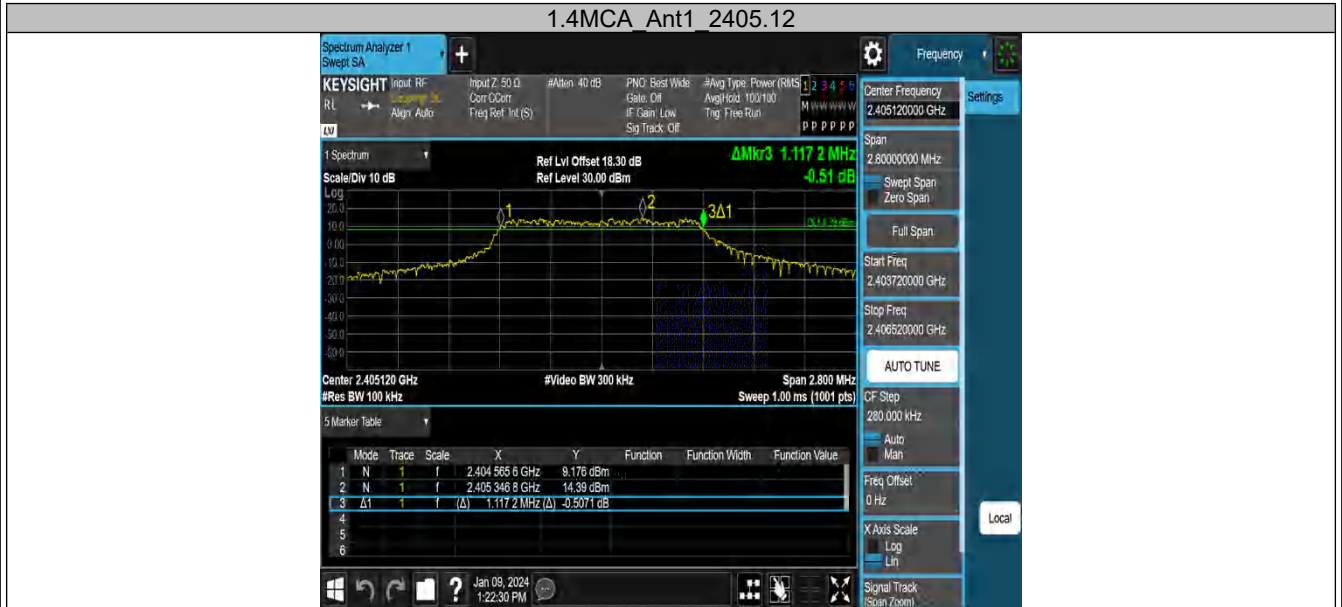 1.4MCA_Ant1_2405.12
Spectrum Analyzer 1
Swept SA
+
Frequency
KEYSIGHT
RL
LXI
Input: RF
Align: Auto
Input Z: 50 Ω
Corr CCorr
Freq Ref: Int (S)
#Atten: 40 dB
PNO: Best Wide
Gate: Off
IF Gain: Low
Sig Track: Off
#Avg Type: Power (RMS
Avg|Hold: 100/100
Trig: Free Run
1 2 3 4 5 6
M W W W W W
P P P P P P
Center Frequency
2.405120000 GHz
Settings
Span
2.80000000 MHz
Swept Span
Zero Span
Full Span
Start Freq
2.403720000 GHz
Stop Freq
2.406520000 GHz
AUTO TUNE
CF Step
280.000 kHz
Auto
Man
Freq Offset
0 Hz
X Axis Scale
Log
Lin
Signal Track
(Span Zoom)
Local
1 Spectrum
Scale/Div 10 dB
Ref Lvl Offset 18.30 dB
Ref Level 30.00 dBm
ΔMkr3 1.117 2 MHz
-0.51 dB
Log
20.0
10.0
0.00
-10.0
-20.0
-30.0
-40.0
-50.0
-60.0
1
2
3Δ1
Center 2.405120 GHz
#Video BW 300 kHz
Span 2.800 MHz
#Res BW 100 kHz
Sweep 1.00 ms (1001 pts)
5 Marker Table
Mode Trace Scale X Y Function Function Width Function Value
1 N 1 f 2.404 565 6 GHz 9.176 dBm
2 N 1 f 2.405 346 8 GHz 14.39 dBm
3 Δ1 1 f (Δ) 1.117 2 MHz (Δ) -0.5071 dB
4
5
6
?
Jan 09, 2024
1:22:30 PM